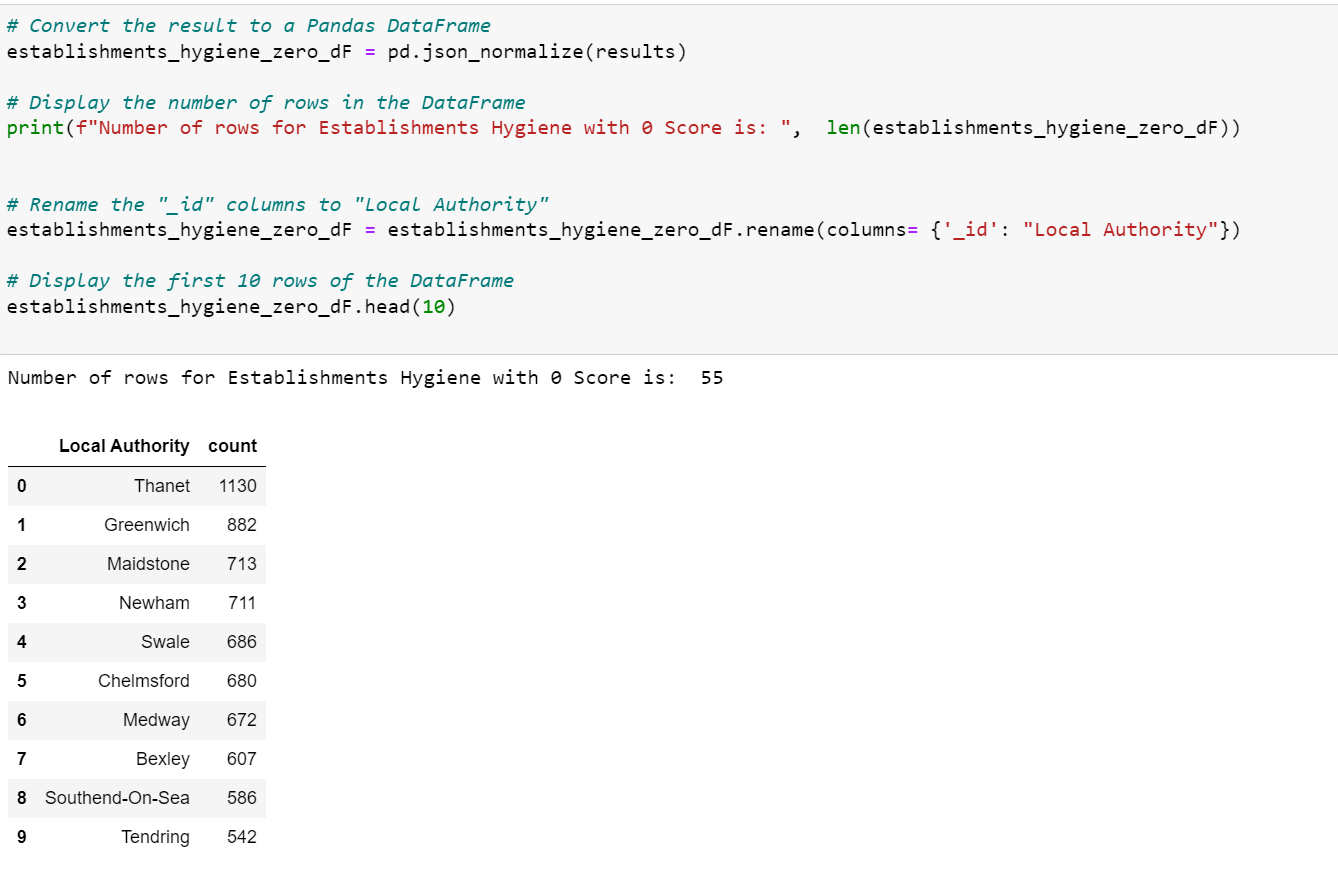 # Convert the result to a Pandas DataFrame
establishments_hygiene_zero_dF = pd.json_normalize(results)
# Display the number of rows in the DataFrame
print(f"Number of rows for Establishments Hygiene with 0 Score is: ",  len(establishments_hygiene_zero_dF))
# Rename the "_id" columns to "Local Authority"
establishments_hygiene_zero_dF = establishments_hygiene_zero_dF.rename(columns= {'_id': "Local Authority"})
# Display the first 10 rows of the DataFrame
establishments_hygiene_zero_dF.head(10)
Number of rows for Establishments Hygiene with 0 Score is:  55
Local Authority count
0 Thanet 1130
1 Greenwich 882
2 Maidstone 713
3 Newham 711
4 Swale 686
5 Chelmsford 680
6 Medway 672
7 Bexley 607
8 Southend-On-Sea 586
9 Tendring 542